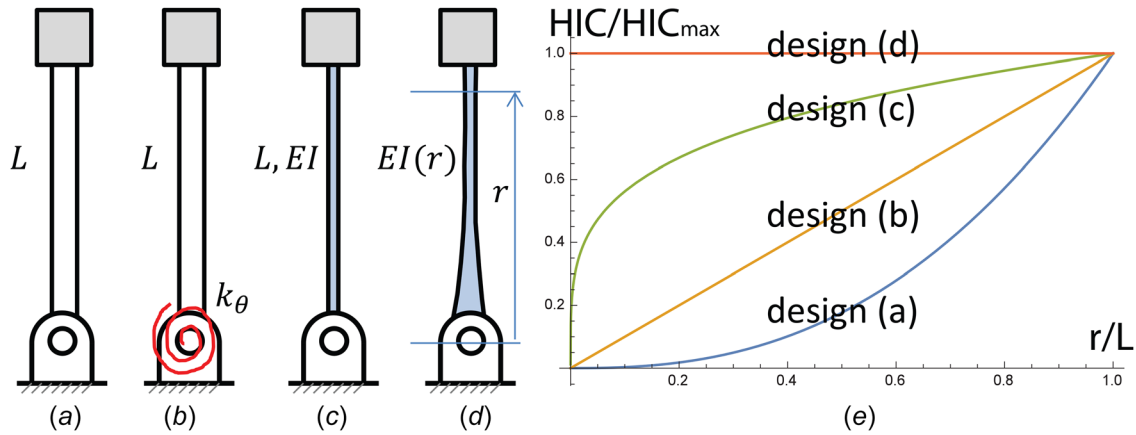 L
L
k_θ
L, EI
EI(r)
r
(a)
(b)
(c)
(d)
HIC/HICmax
1.0
0.8
0.6
0.4
0.2
design (d)
design (c)
design (b)
design (a)
r/L
0.2
0.4
0.6
0.8
1.0
(e)